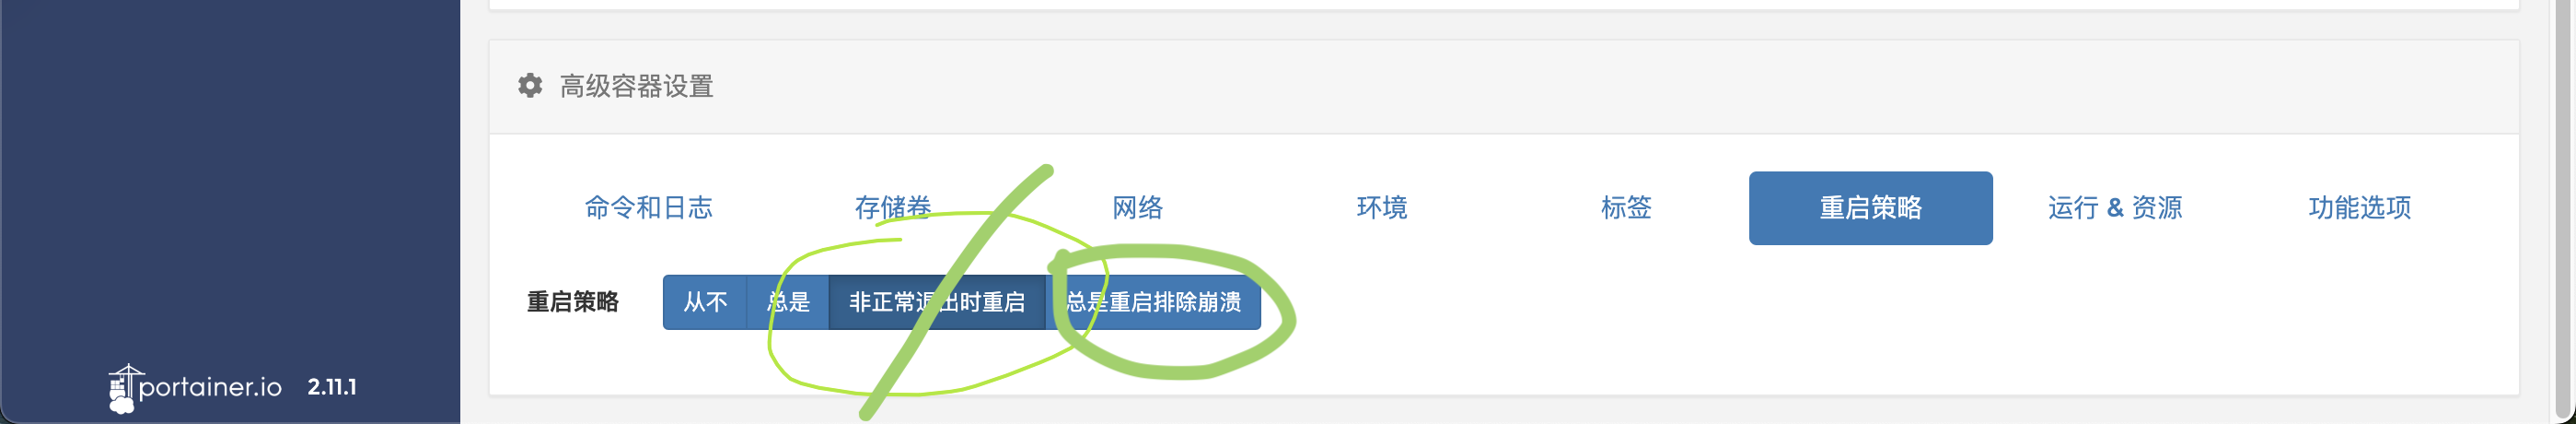 高级容器设置
命令和日志 存储卷 网络 环境 标签 重启策略 运行 & 资源 功能选项
重启策略 从不 总是 非正常退出时重启 总是重启排除崩溃
portainer.io 2.11.1